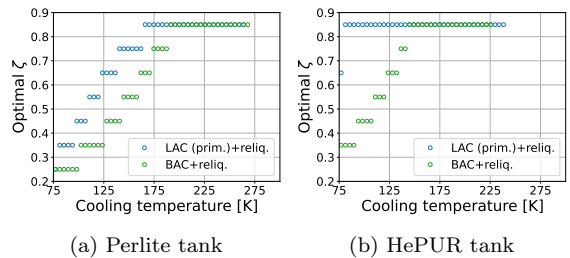 0.9
0.8
0.7
0.6
0.5
0.4
0.3
0.2
Optimal ζ
75 125 175 225 275
Cooling temperature [K]
LAC (prim.)+reliq.
BAC+reliq.
(a) Perlite tank
0.9
0.8
0.7
0.6
0.5
0.4
0.3
0.2
Optimal ζ
75 125 175 225 275
Cooling temperature [K]
LAC (prim.)+reliq.
BAC+reliq.
(b) HePUR tank